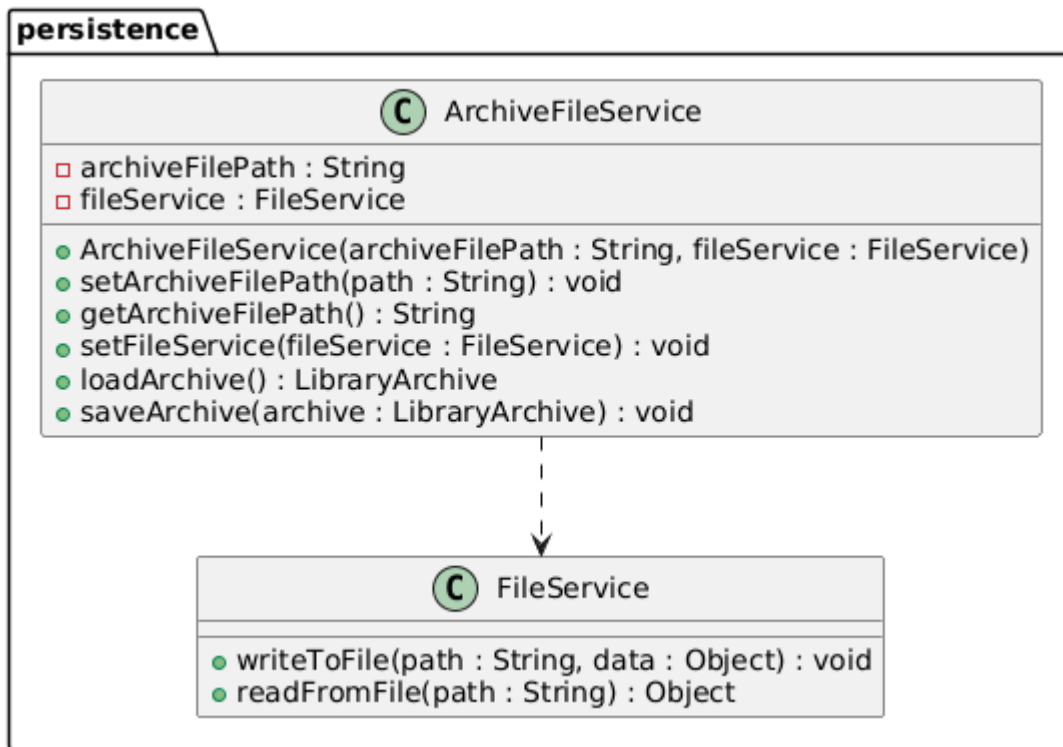 persistence
C ArchiveFileService
archiveFilePath : String
fileService : FileService
ArchiveFileService(archiveFilePath : String, fileService : FileService)
setArchiveFilePath(path : String) : void
getArchiveFilePath() : String
setFileService(fileService : FileService) : void
loadArchive() : LibraryArchive
saveArchive(archive : LibraryArchive) : void
C FileService
writeToFile(path : String, data : Object) : void
readFromFile(path : String) : Object